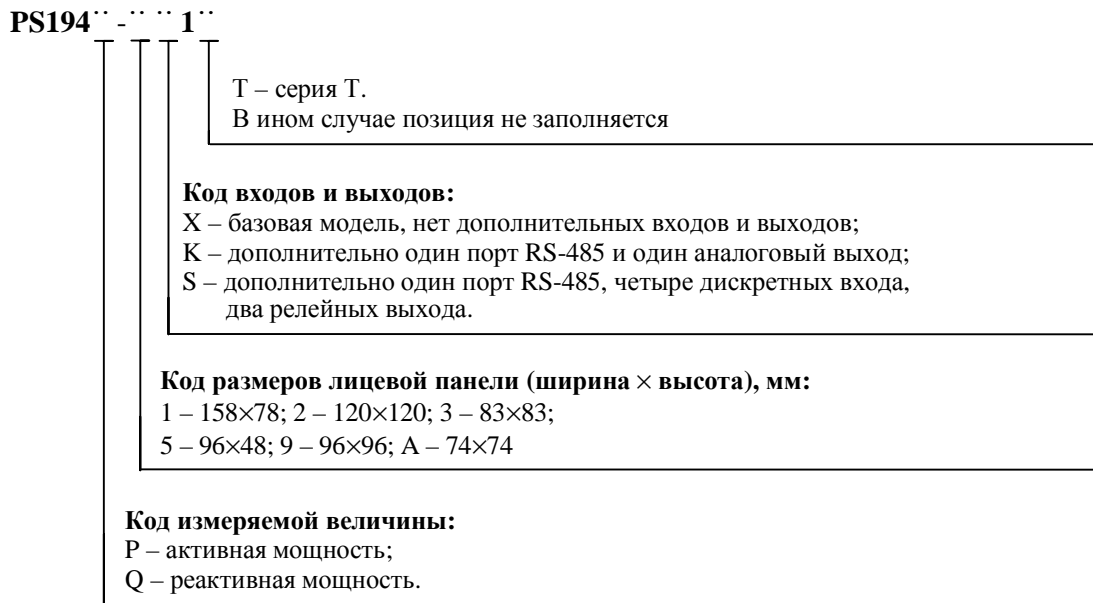 PS194¨ -¨ ¨1¨
Т – серия Т.
В ином случае позиция не заполняется
Код входов и выходов:
X – базовая модель, нет дополнительных входов и выходов;
K – дополнительно один порт RS-485 и один аналоговый выход;
S – дополнительно один порт RS-485, четыре дискретных входа,
два релейных выхода.
Код размеров лицевой панели (ширина × высота), мм:
1 – 158×78; 2 – 120×120; 3 – 83×83;
5 – 96×48; 9 – 96×96; A – 74×74
Код измеряемой величины:
P – активная мощность;
Q – реактивная мощность.